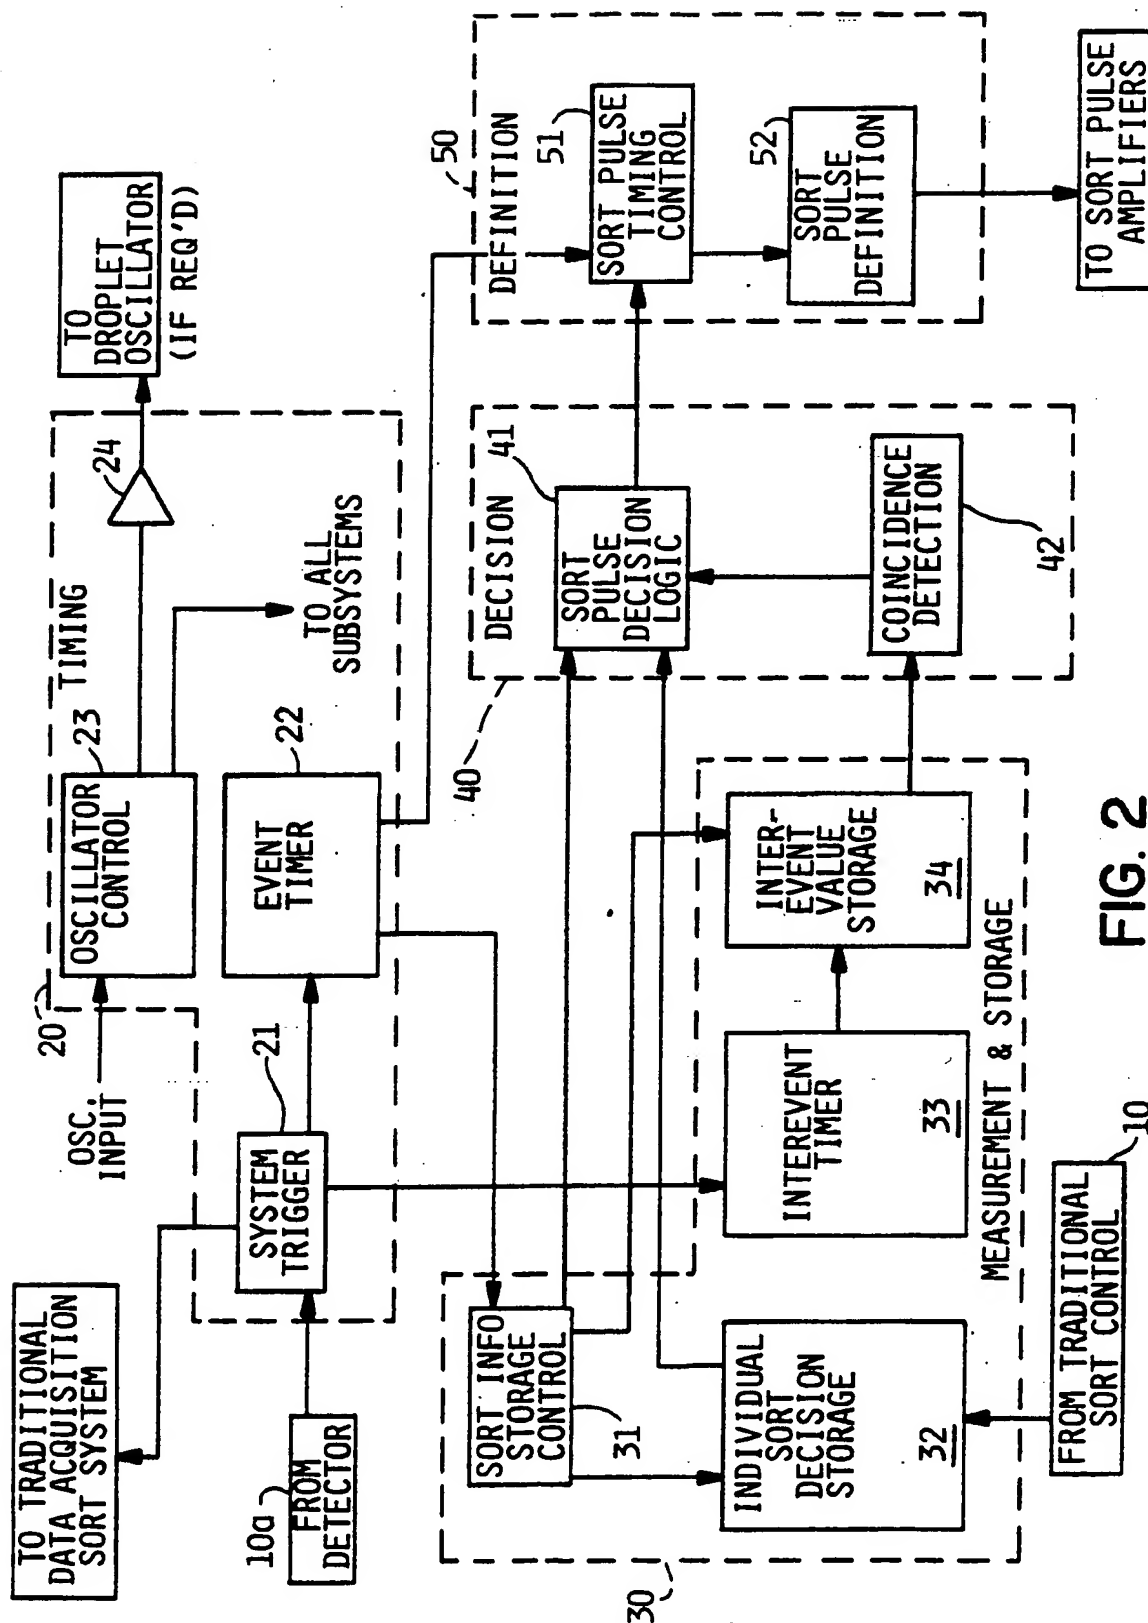 TO TRADITIONAL
DATA ACQUISITION
SORT SYSTEM
10a
FROM
DETECTOR
OSC.
INPUT
20
SYSTEM
TRIGGER
21
OSCILLATOR
CONTROL
23
TIMING
EVENT
TIMER
22
24
TO ALL
SUBSYSTEMS
TO
DROPLET
OSCILLATOR
(IF REQ'D)
30
SORT INFO
STORAGE
CONTROL
31
INDIVIDUAL
SORT
DECISION
STORAGE
32
INTEREVENT
TIMER
33
INTER-
EVENT
VALUE
STORAGE
34
MEASUREMENT & STORAGE
FROM TRADITIONAL
SORT CONTROL
10
40
DECISION
SORT
PULSE
DECISION
LOGIC
41
COINCIDENCE
DETECTION
42
50
DEFINITION
SORT PULSE
TIMING
CONTROL
51
SORT
PULSE
DEFINITION
52
TO SORT PULSE
AMPLIFIERS
FIG. 2